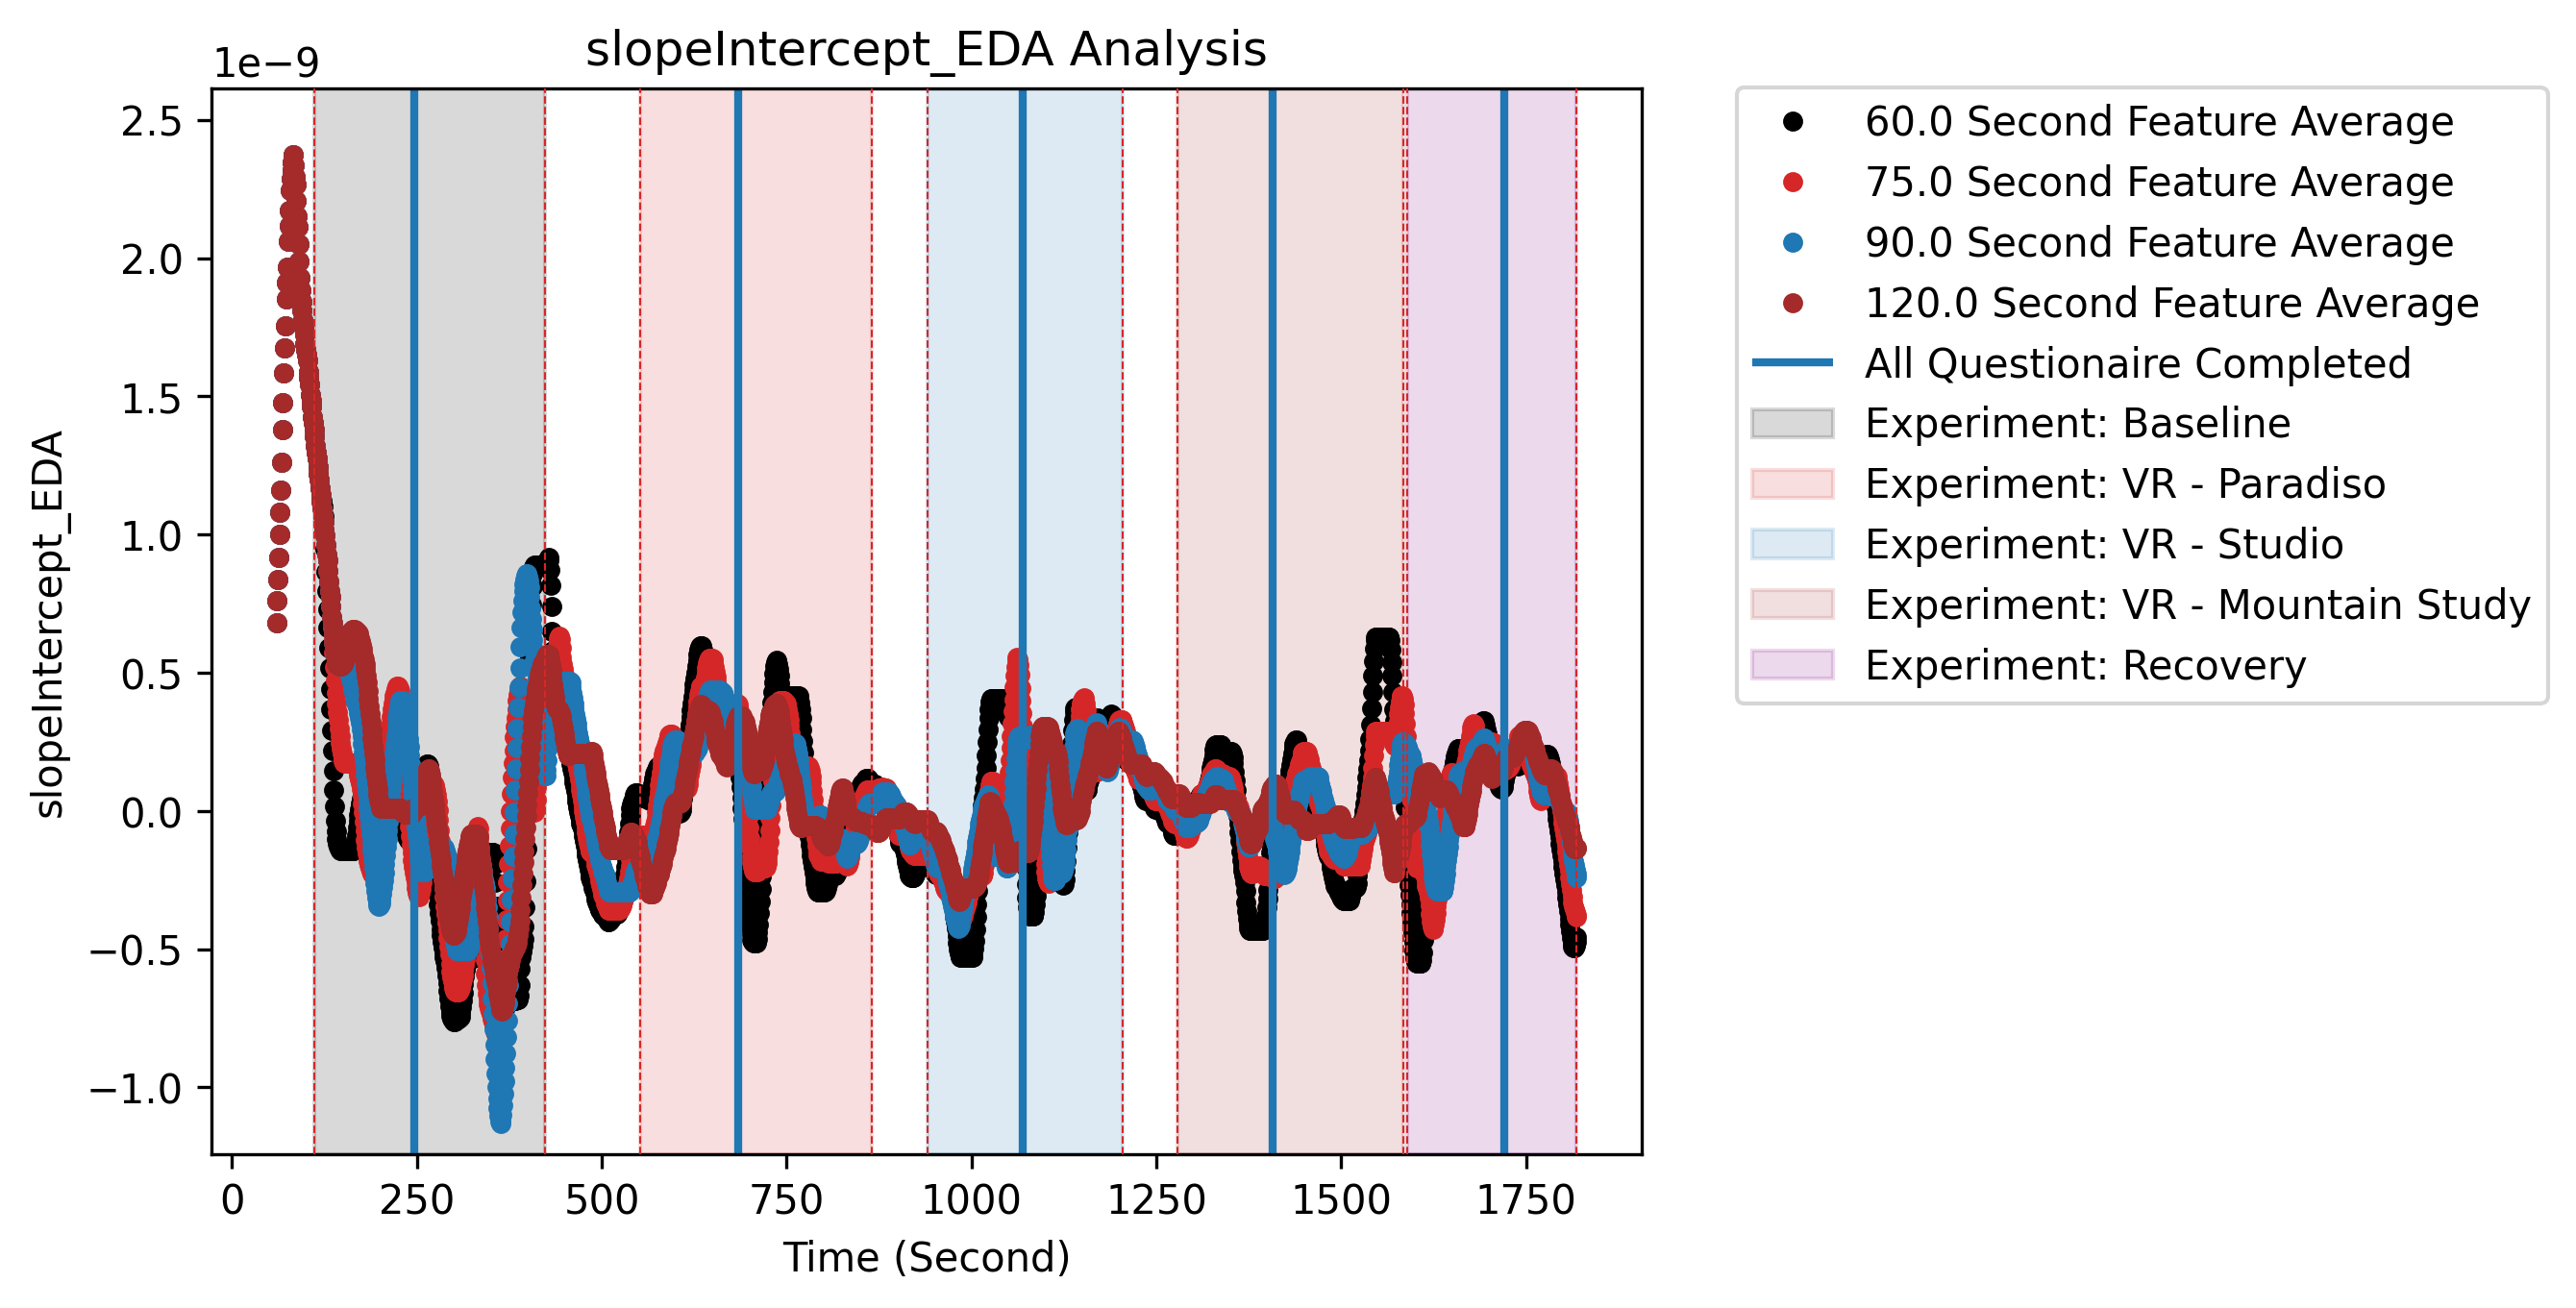 slopeIntercept_EDA Analysis
1e−9
2.5
2.0
1.5
1.0
0.5
0.0
−0.5
−1.0
slopeIntercept_EDA
0 250 500 750 1000 1250 1500 1750
Time (Second)
60.0 Second Feature Average
75.0 Second Feature Average
90.0 Second Feature Average
120.0 Second Feature Average
All Questionaire Completed
Experiment: Baseline
Experiment: VR - Paradiso
Experiment: VR - Studio
Experiment: VR - Mountain Study
Experiment: Recovery